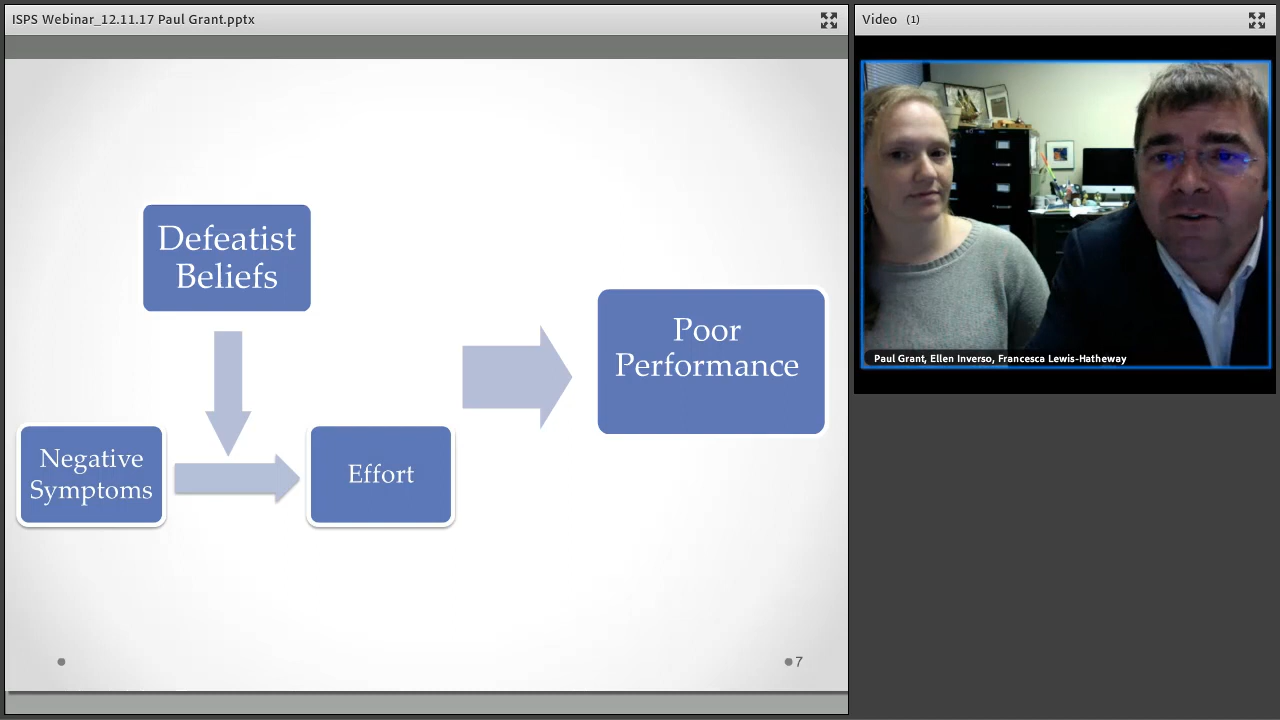 ISPS Webinar_12.11.17 Paul Grant.pptx
Video (1)
Defeatist
Beliefs
Poor
Performance
Negative
Symptoms
Effort
Paul Grant, Ellen Inverso, Francesca Lewis-Hatheway
7